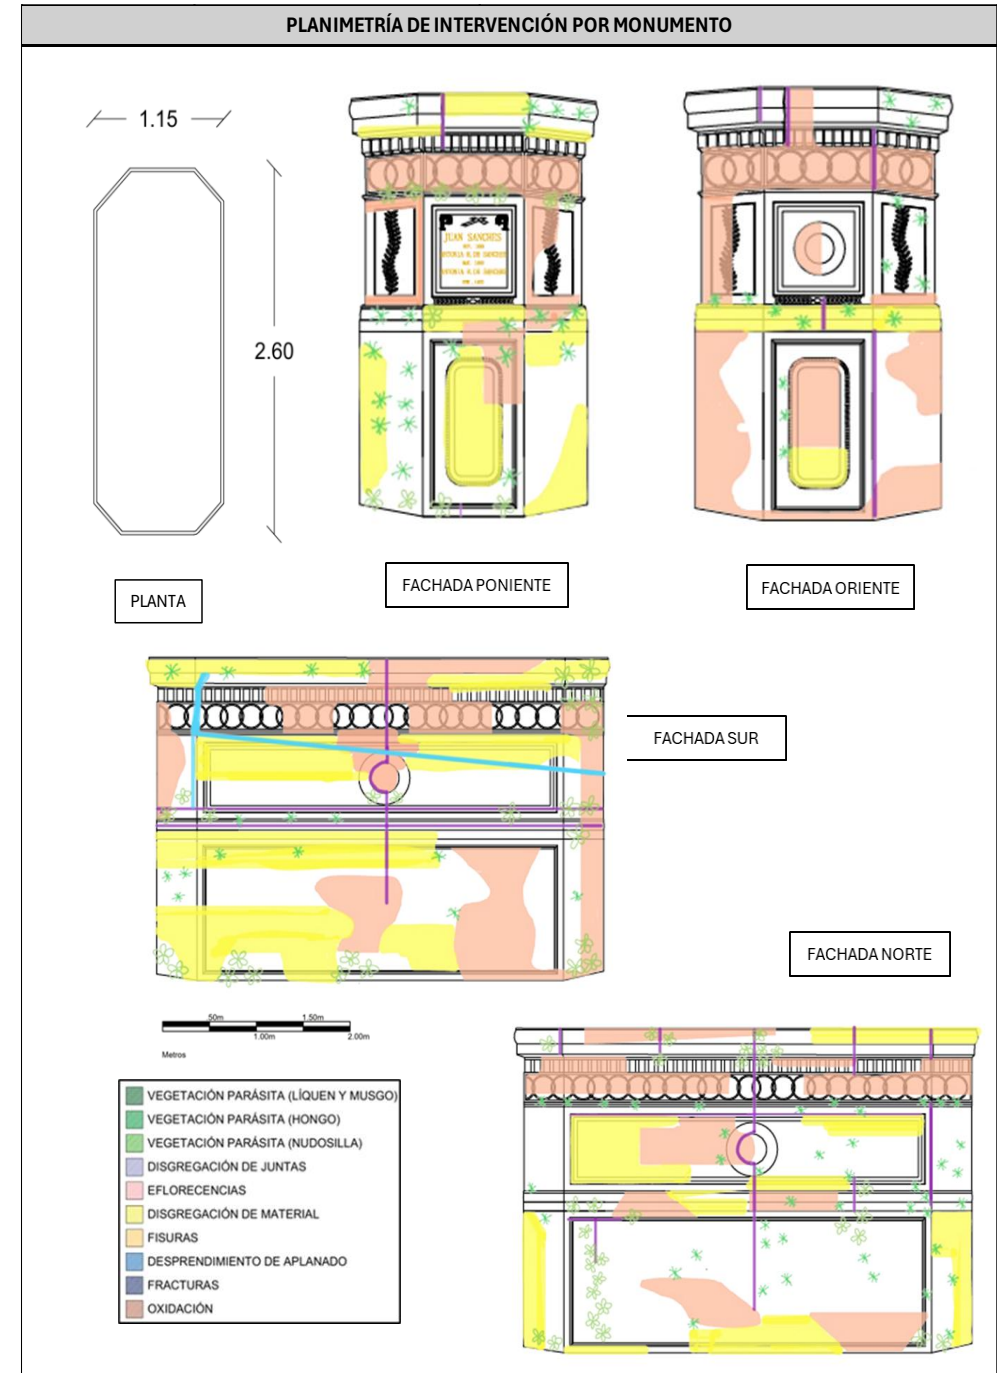 PLANIMETRÍA DE INTERVENCIÓN POR MONUMENTO
1.15
2.60
JUAN SANCHES
PLANTA
FACHADA PONIENTE
FACHADA ORIENTE
FACHADA SUR
FACHADA NORTE
.50m 1.50m
1.00m 2.00m
Metros
VEGETACIÓN PARÁSITA (LÍQUEN Y MUSGO)
VEGETACIÓN PARÁSITA (HONGO)
VEGETACIÓN PARÁSITA (NUDOSILLA)
DISGREGACIÓN DE JUNTAS
EFLORECENCIAS
DISGREGACIÓN DE MATERIAL
FISURAS
DESPRENDIMIENTO DE APLANADO
FRACTURAS
OXIDACIÓN